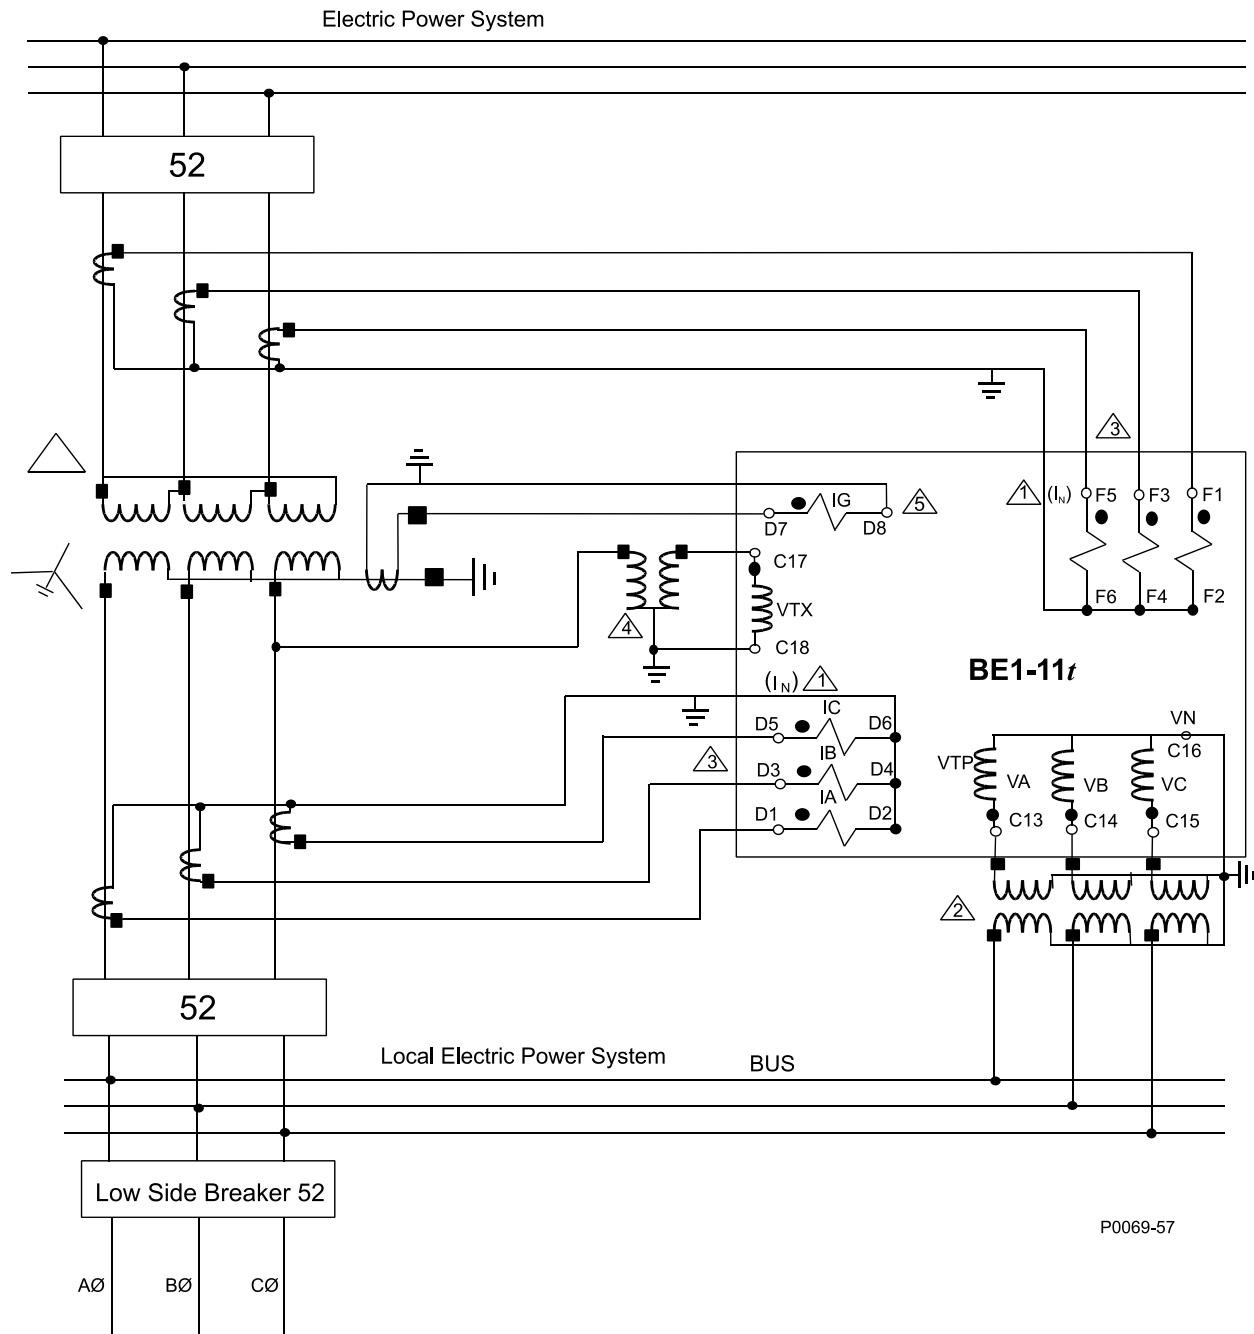 Electric Power System
52
3
1 (IN) F5 F3 F1
IG
D7 D8 5
C17
F6 F4 F2
VTX
4
C18
BE1-11t
(IN) 1
IC
D5 D6
VN
C16
3
IB
D3 D4
VTP
VA VB VC
IA
D1 D2
C13 C14 C15
2
52
Local Electric Power System BUS
Low Side Breaker 52
P0069-57
AØ BØ CØ